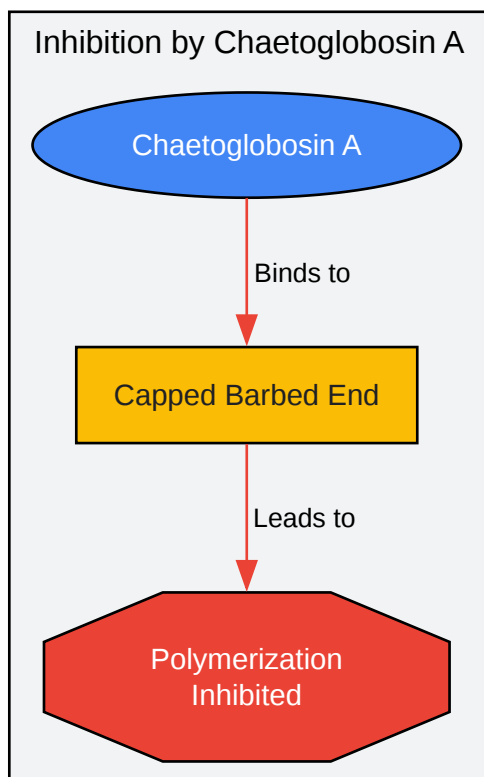 Inhibition by Chaetoglobosin A
Chaetoglobosin A
Binds to
Capped Barbed End
Leads to
Polymerization
Inhibited